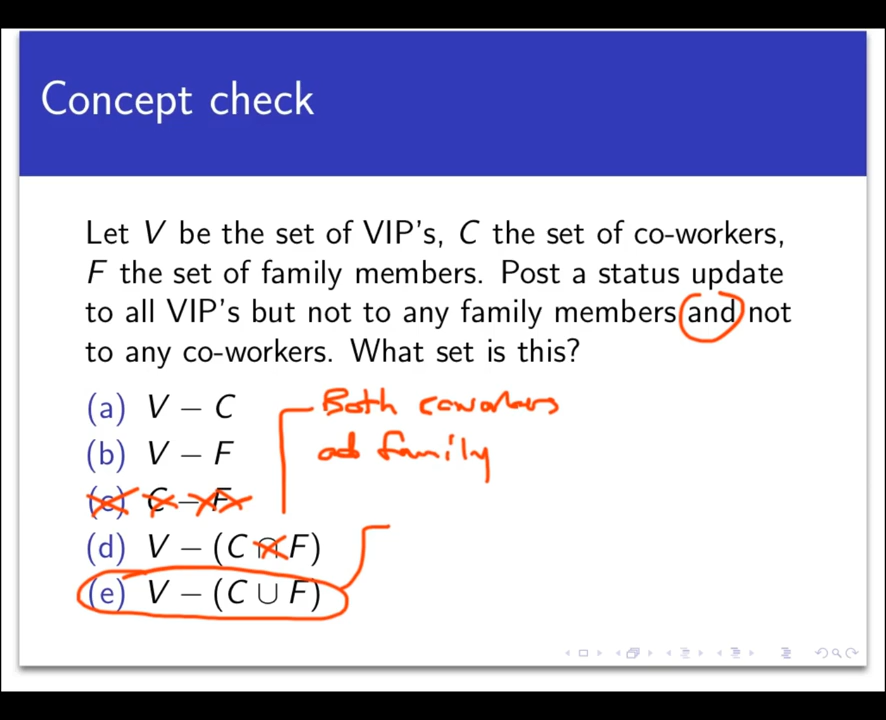 Concept check
Let V be the set of VIP's, C the set of co-workers,
F the set of family members. Post a status update
to all VIP's but not to any family members and not
to any co-workers. What set is this?
(a) V − C
Both coworkers
(b) V − F
ad family
(c) C − F
(d) V − (C ∩ F)
(e) V − (C ∪ F)